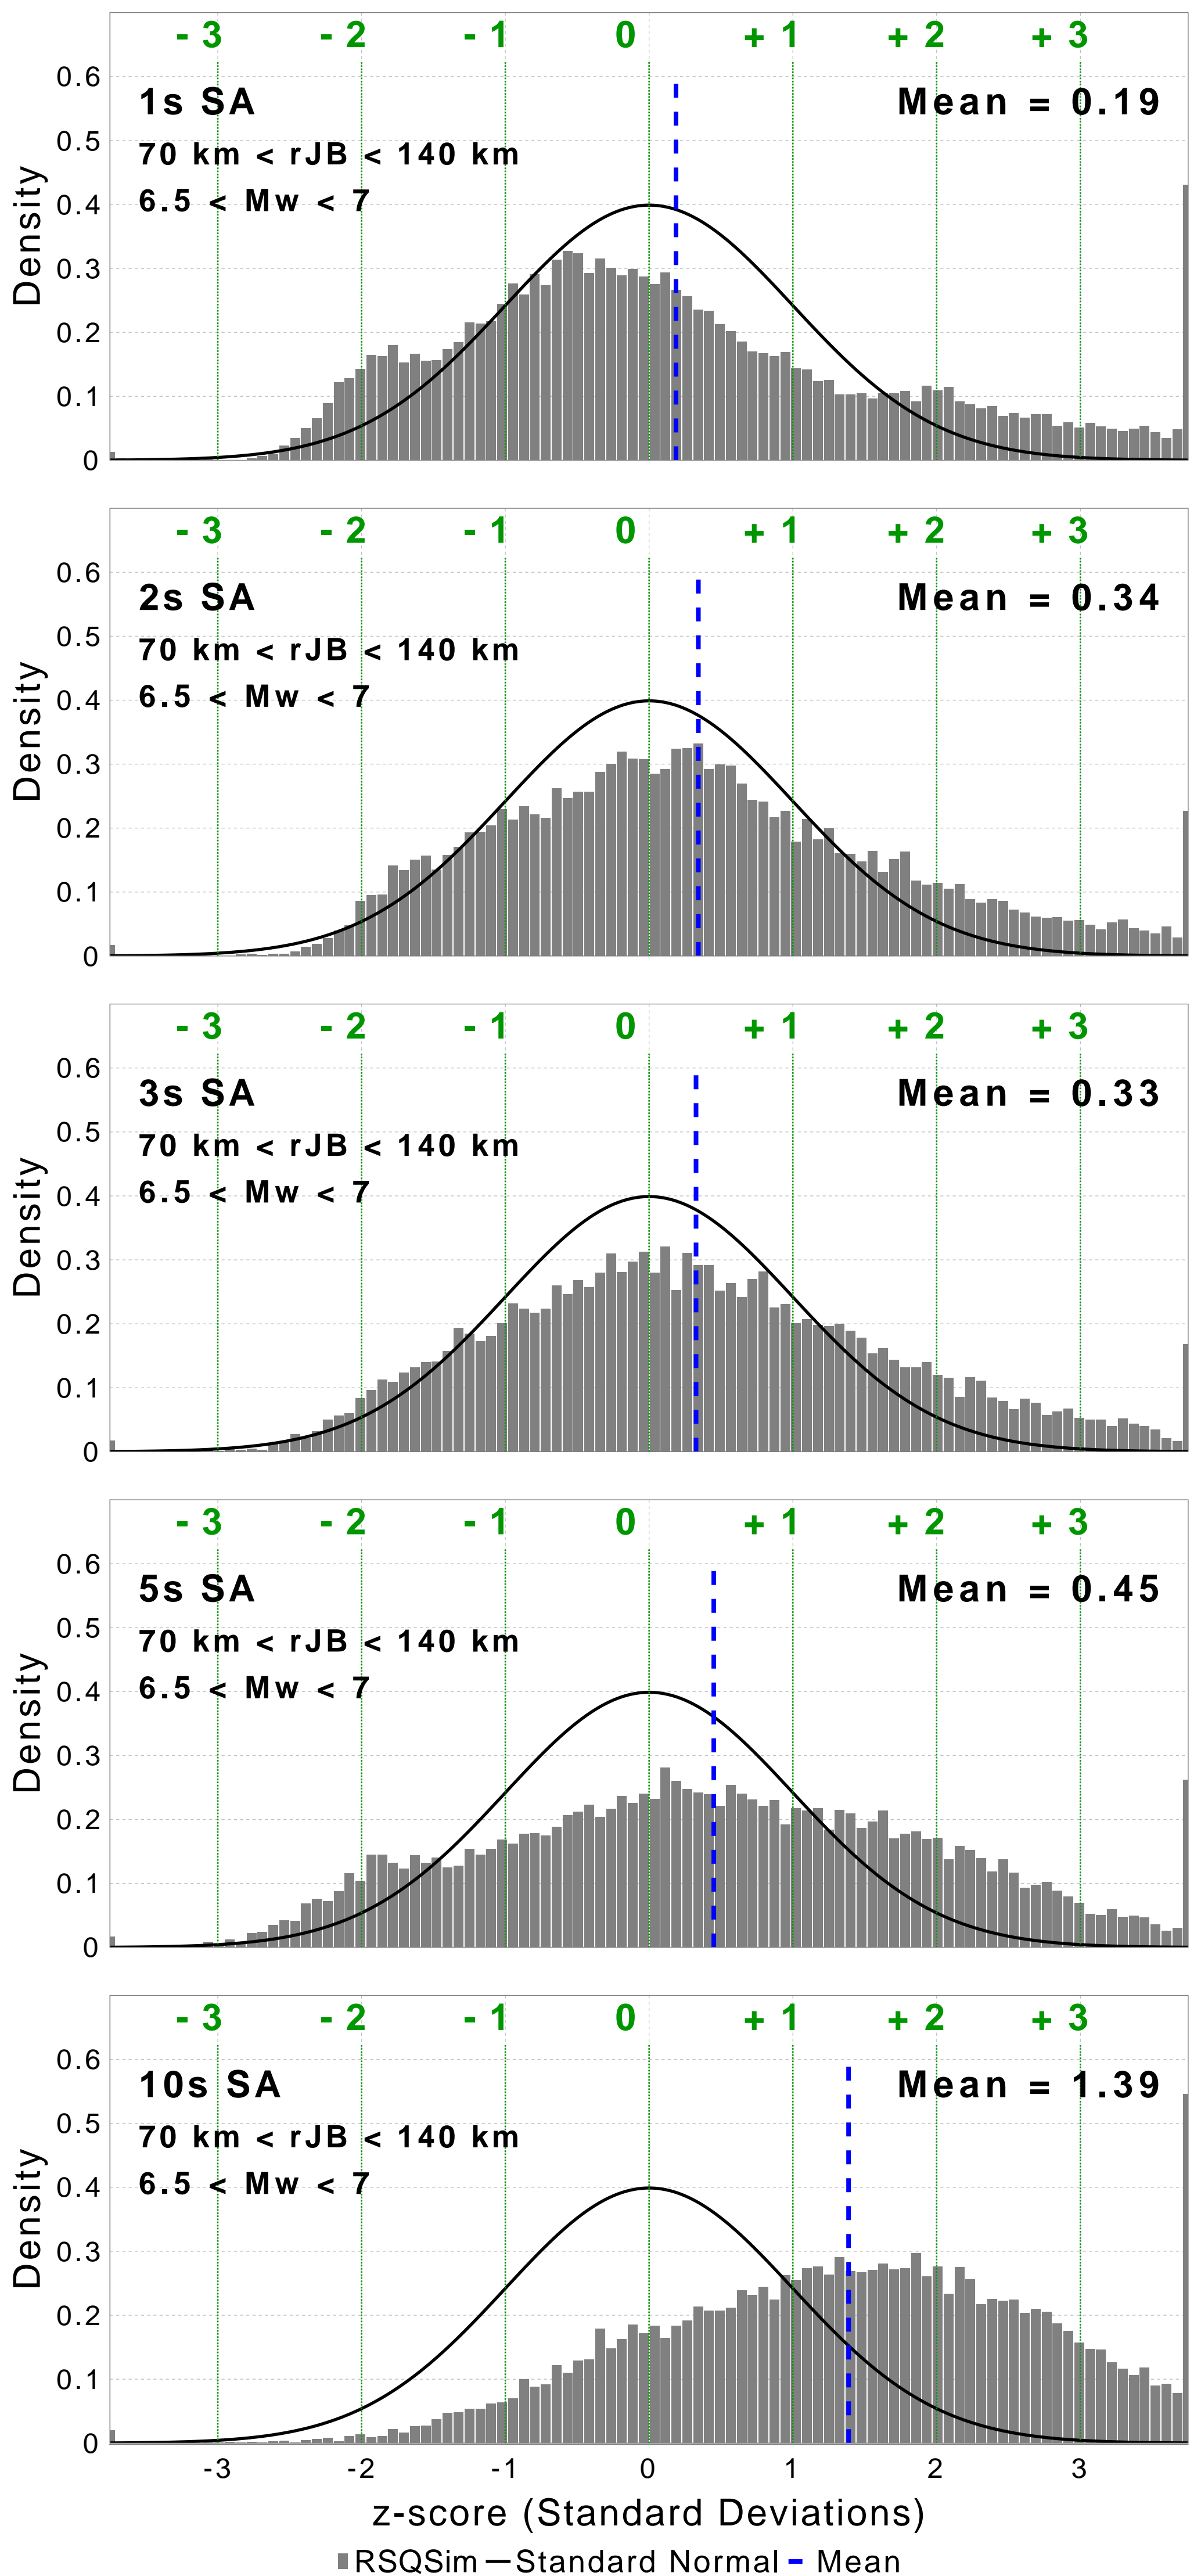 - 3 - 2 - 1 0 + 1 + 2 + 3
0.6
1s SA Mean = 0.19
0.5
70 km < rJB < 140 km
6.5 < Mw < 7
0.4
0.3
0.2
0.1
0
Density
- 3 - 2 - 1 0 + 1 + 2 + 3
0.6
2s SA Mean = 0.34
0.5
70 km < rJB < 140 km
6.5 < Mw < 7
0.4
0.3
0.2
0.1
0
Density
- 3 - 2 - 1 0 + 1 + 2 + 3
0.6
3s SA Mean = 0.33
0.5
70 km < rJB < 140 km
6.5 < Mw < 7
0.4
0.3
0.2
0.1
0
Density
- 3 - 2 - 1 0 + 1 + 2 + 3
0.6
5s SA Mean = 0.45
0.5
70 km < rJB < 140 km
6.5 < Mw < 7
0.4
0.3
0.2
0.1
0
Density
- 3 - 2 - 1 0 + 1 + 2 + 3
0.6
10s SA Mean = 1.39
0.5
70 km < rJB < 140 km
6.5 < Mw < 7
0.4
0.3
0.2
0.1
0
Density
-3 -2 -1 0 1 2 3
z-score (Standard Deviations)
RSQSim Standard Normal Mean